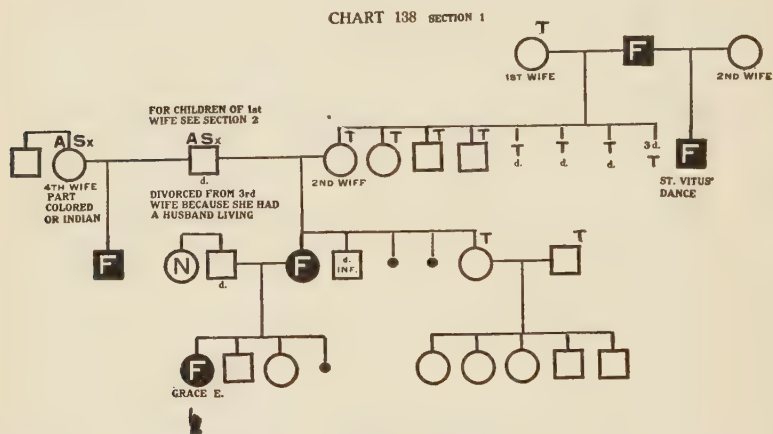 CHART 138 SECTION 1
T
F
1ST WIFE
2ND WIFE
FOR CHILDREN OF 1st
WIFE SEE SECTION 2
A Sx
A Sx
T T T T
T T T 3d.
d. d. d. T
F
ST. VITUS'
DANCE
4TH WIFE
PART
COLORED
OR INDIAN
d.
2ND WIFF
DIVORCED FROM 3rd
WIFE BECAUSE SHE HAD
A HUSBAND LIVING
F
N
d.
F
d.
INF.
T
T
F
GRACE E.